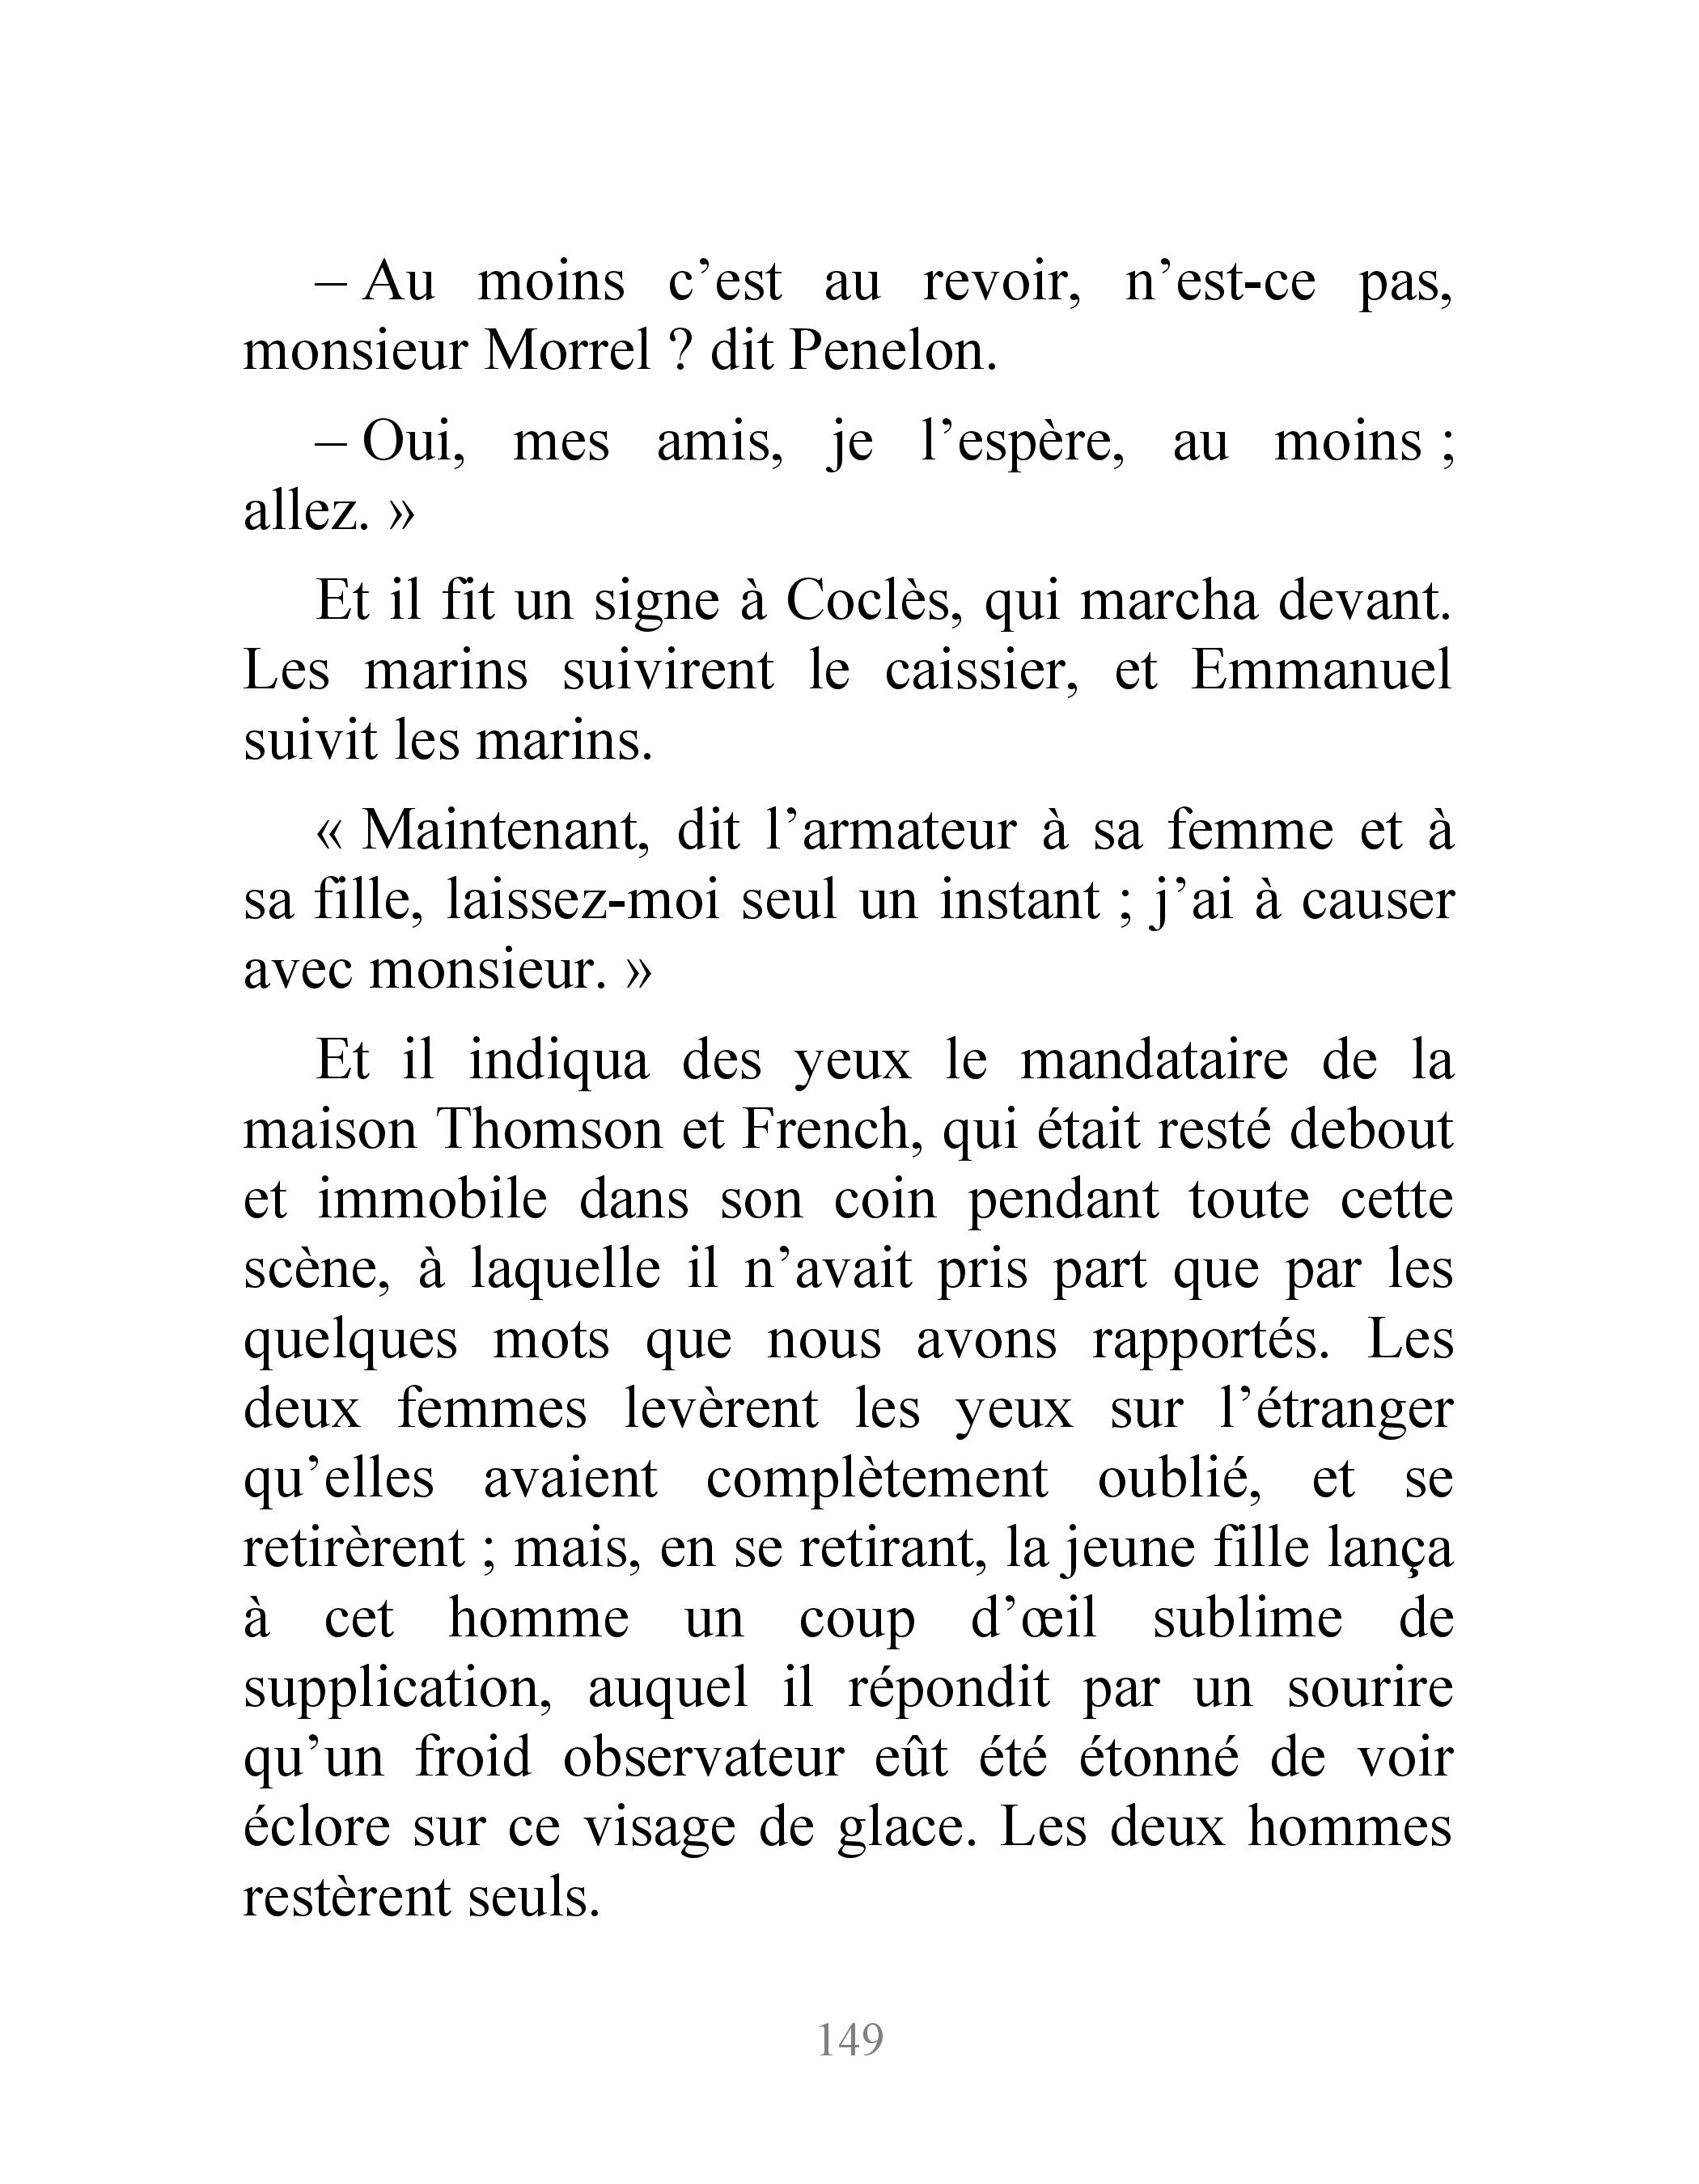 – Au moins c’est au revoir, n’est-ce pas,
monsieur Morrel ? dit Penelon.
– Oui, mes amis, je l’espère, au moins ;
allez. »
Et il fit un signe à Coclès, qui marcha devant.
Les marins suivirent le caissier, et Emmanuel
suivit les marins.
« Maintenant, dit l’armateur à sa femme et à
sa fille, laissez-moi seul un instant ; j’ai à causer
avec monsieur. »
Et il indiqua des yeux le mandataire de la
maison Thomson et French, qui était resté debout
et immobile dans son coin pendant toute cette
scène, à laquelle il n’avait pris part que par les
quelques mots que nous avons rapportés. Les
deux femmes levèrent les yeux sur l’étranger
qu’elles avaient complètement oublié, et se
retirèrent ; mais, en se retirant, la jeune fille lança
à cet homme un coup d’œil sublime de
supplication, auquel il répondit par un sourire
qu’un froid observateur eût été étonné de voir
éclore sur ce visage de glace. Les deux hommes
restèrent seuls.
149